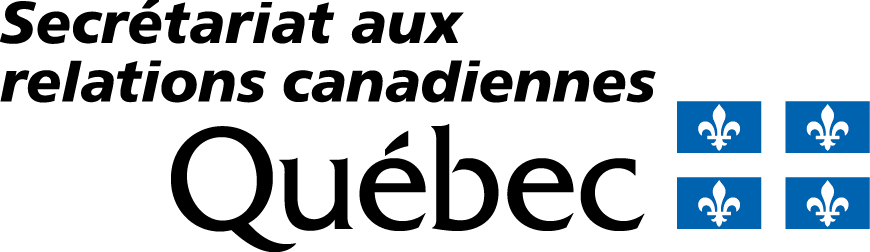 Secrétariat aux
relations canadiennes
Québec